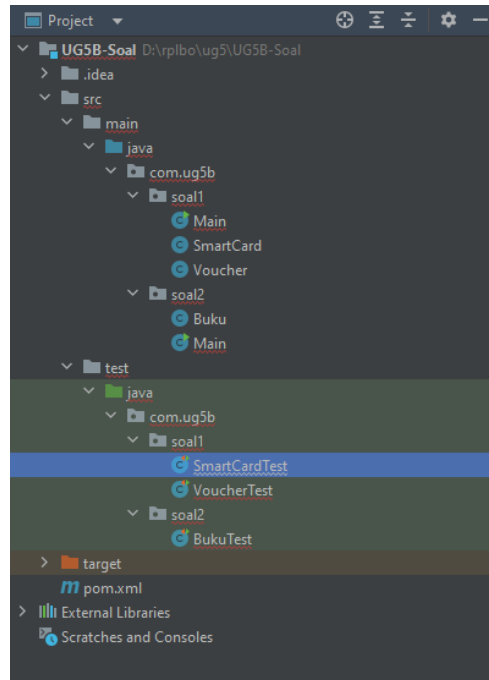 Project
UG5B-Soal D:\rplbo\ug5\UG5B-Soal
.idea
src
main
java
com.ug5b
soal1
Main
SmartCard
Voucher
soal2
Buku
Main
test
java
com.ug5b
soal1
SmartCardTest
VoucherTest
soal2
BukuTest
target
m pom.xml
External Libraries
Scratches and Consoles